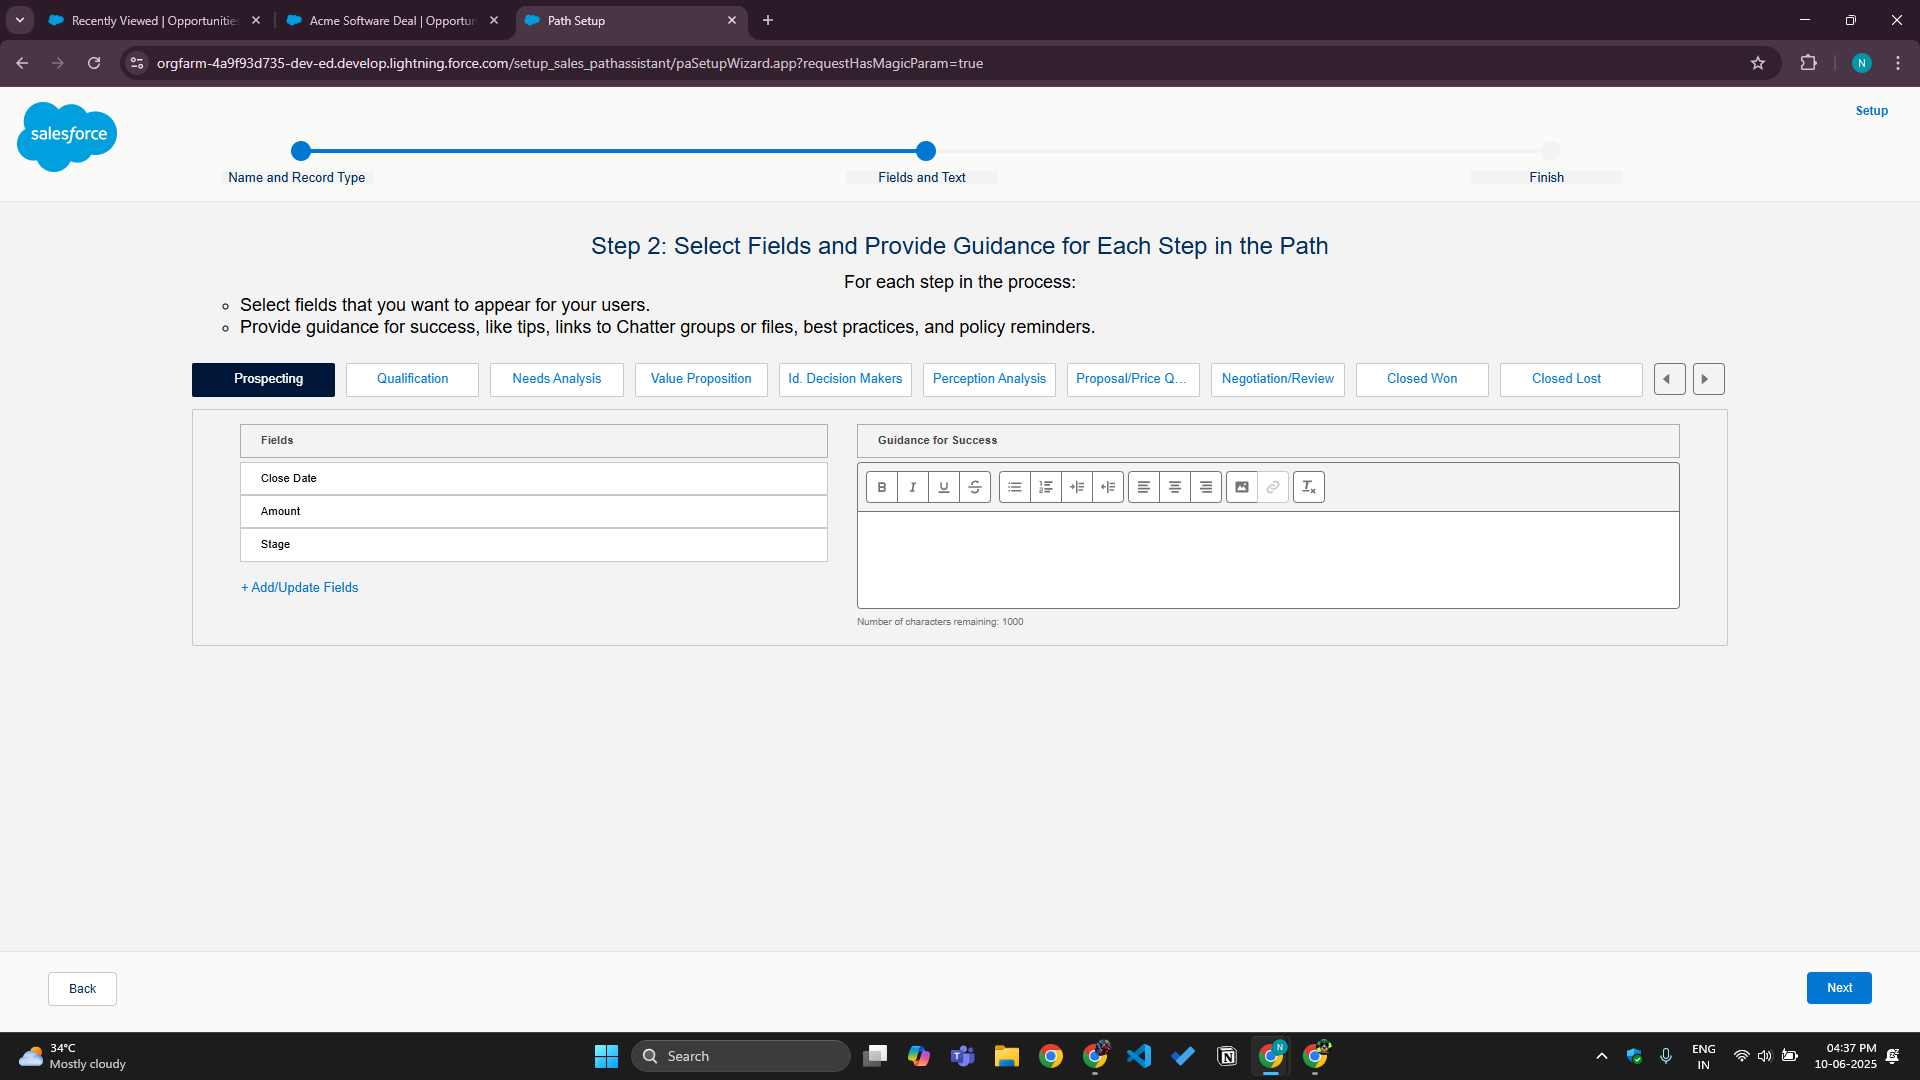 Recently Viewed | Opportunitie
Acme Software Deal | Opportun
Path Setup
orgfarm-4a9f93d735-dev-ed.develop.lightning.force.com/setup_sales_pathassistant/paSetupWizard.app?requestHasMagicParam=true
N
salesforce
Setup
Name and Record Type
Fields and Text
Finish
Step 2: Select Fields and Provide Guidance for Each Step in the Path
For each step in the process:
Select fields that you want to appear for your users.
Provide guidance for success, like tips, links to Chatter groups or files, best practices, and policy reminders.
Prospecting
Qualification
Needs Analysis
Value Proposition
Id. Decision Makers
Perception Analysis
Proposal/Price Q...
Negotiation/Review
Closed Won
Closed Lost
Fields
Close Date
Amount
Stage
+ Add/Update Fields
Guidance for Success
B I U S
Number of characters remaining: 1000
Back
Next
34°C
Mostly cloudy
Search
N
ENG
IN
04:37 PM
10-06-2025